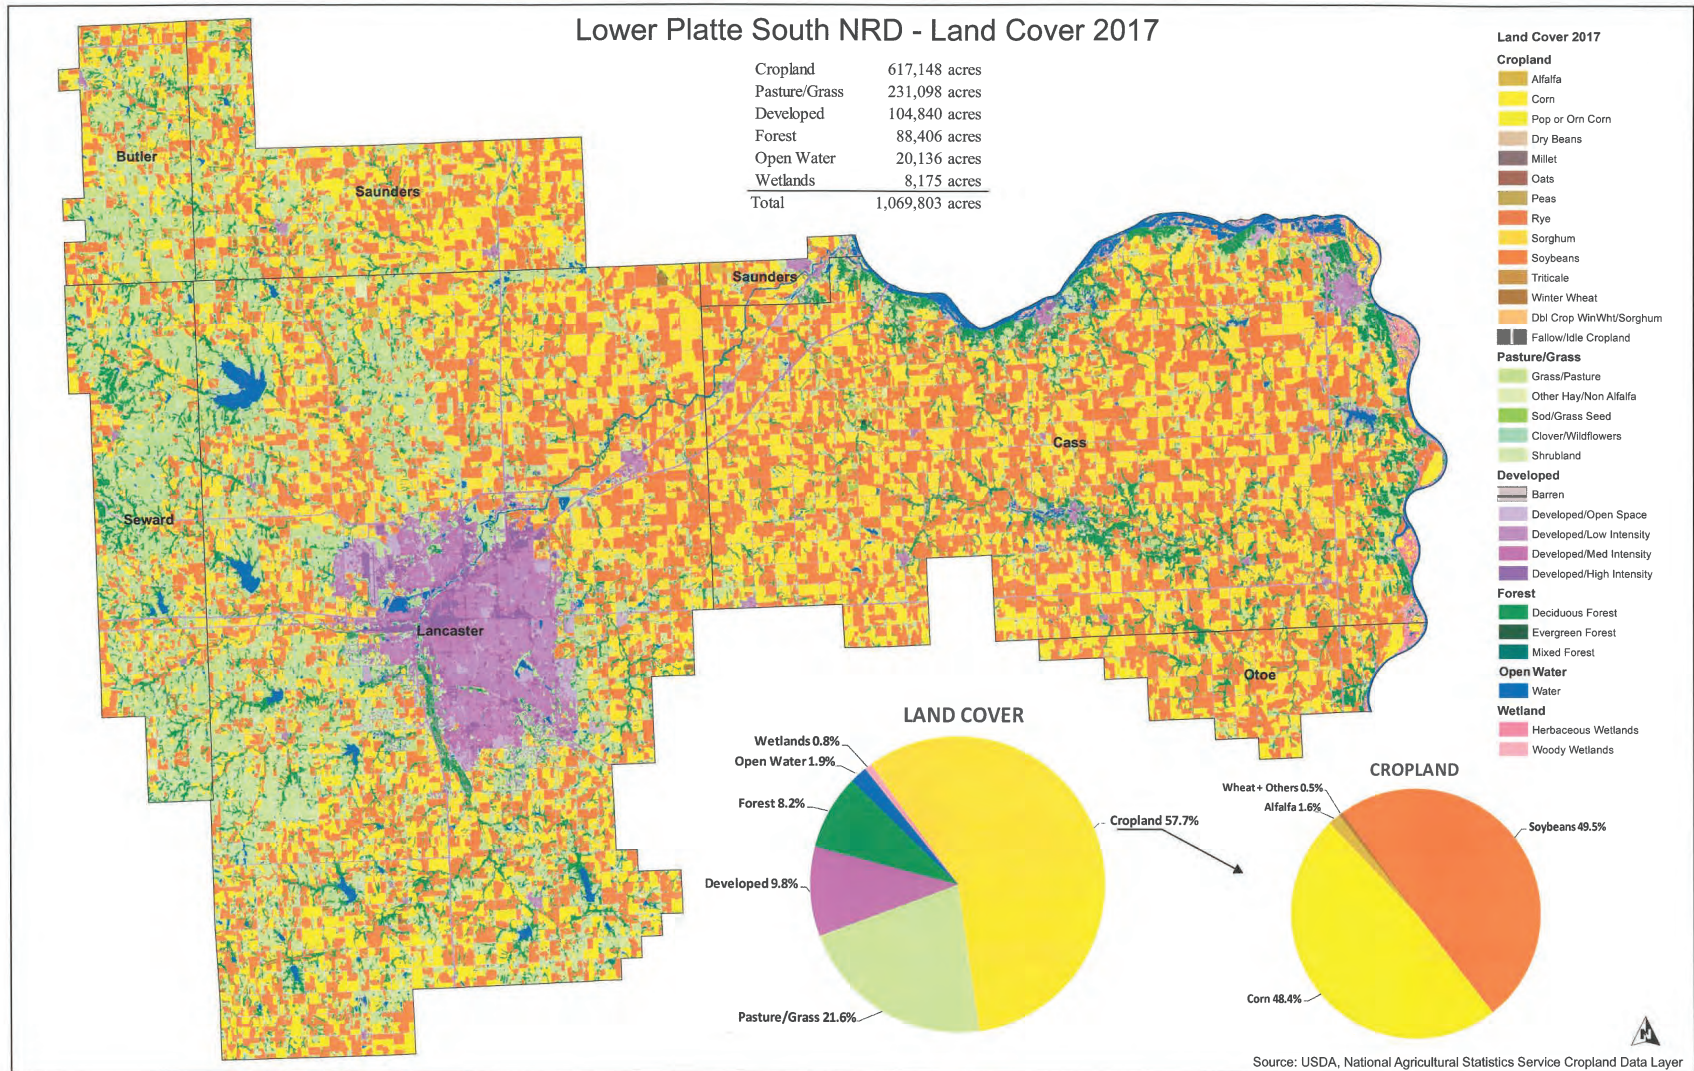 Lower Platte South NRD - Land Cover 2017
Cropland 617,148 acres
Pasture/Grass 231,098 acres
Developed 104,840 acres
Forest 88,406 acres
Open Water 20,136 acres
Wetlands 8,175 acres
Total 1,069,803 acres
Butler
Saunders
Saunders
Cass
Seward
Lancaster
Otoe
Land Cover 2017
Cropland
Alfalfa
Corn
Pop or Orn Corn
Dry Beans
Millet
Oats
Peas
Rye
Sorghum
Soybeans
Triticale
Winter Wheat
Dbl Crop WinWht/Sorghum
Fallow/Idle Cropland
Pasture/Grass
Grass/Pasture
Other Hay/Non Alfalfa
Sod/Grass Seed
Clover/Wildflowers
Shrubland
Developed
Barren
Developed/Open Space
Developed/Low Intensity
Developed/Med Intensity
Developed/High Intensity
Forest
Deciduous Forest
Evergreen Forest
Mixed Forest
Open Water
Water
Wetland
Herbaceous Wetlands
Woody Wetlands
LAND COVER
Wetlands 0.8%
Open Water 1.9%
Forest 8.2%
Developed 9.8%
Pasture/Grass 21.6%
Cropland 57.7%
CROPLAND
Wheat + Others 0.5%
Alfalfa 1.6%
Soybeans 49.5%
Corn 48.4%
N
Source: USDA, National Agricultural Statistics Service Cropland Data Layer